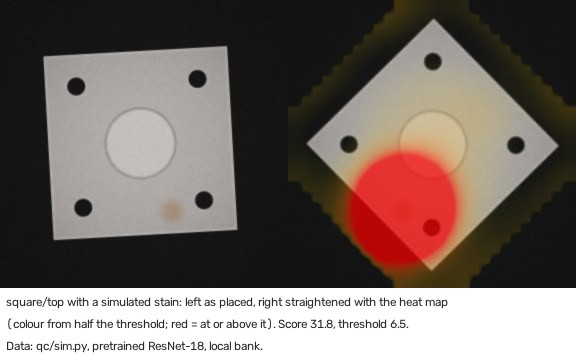 square/top with a simulated stain: left as placed, right straightened with the heat map
(colour from half the threshold; red = at or above it). Score 31.8, threshold 6.5.
Data: qc/sim.py, pretrained ResNet-18, local bank.